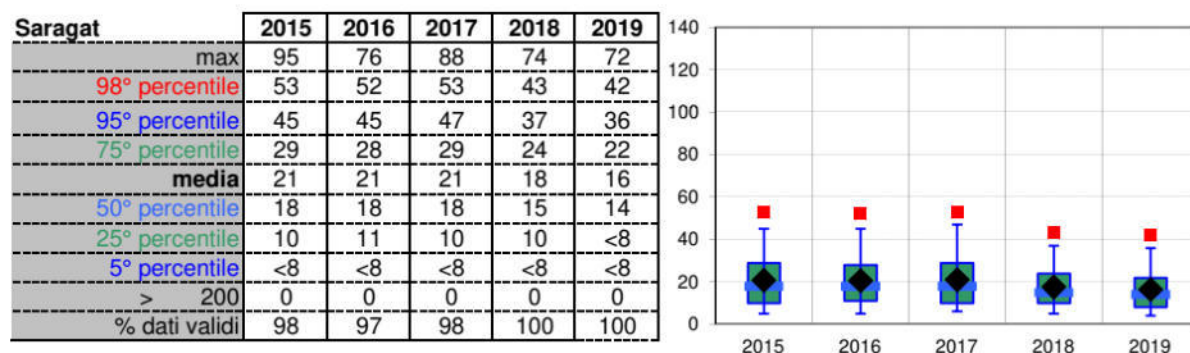 Saragat 2015 2016 2017 2018 2019
max 95 76 88 74 72
98° percentile 53 52 53 43 42
95° percentile 45 45 47 37 36
75° percentile 29 28 29 24 22
media 21 21 21 18 16
50° percentile 18 18 18 15 14
25° percentile 10 11 10 10 <8
5° percentile <8 <8 <8 <8 <8
> 200 0 0 0 0 0
% dati validi 98 97 98 100 100
140
120
100
80
60
40
20
0
2015 2016 2017 2018 2019